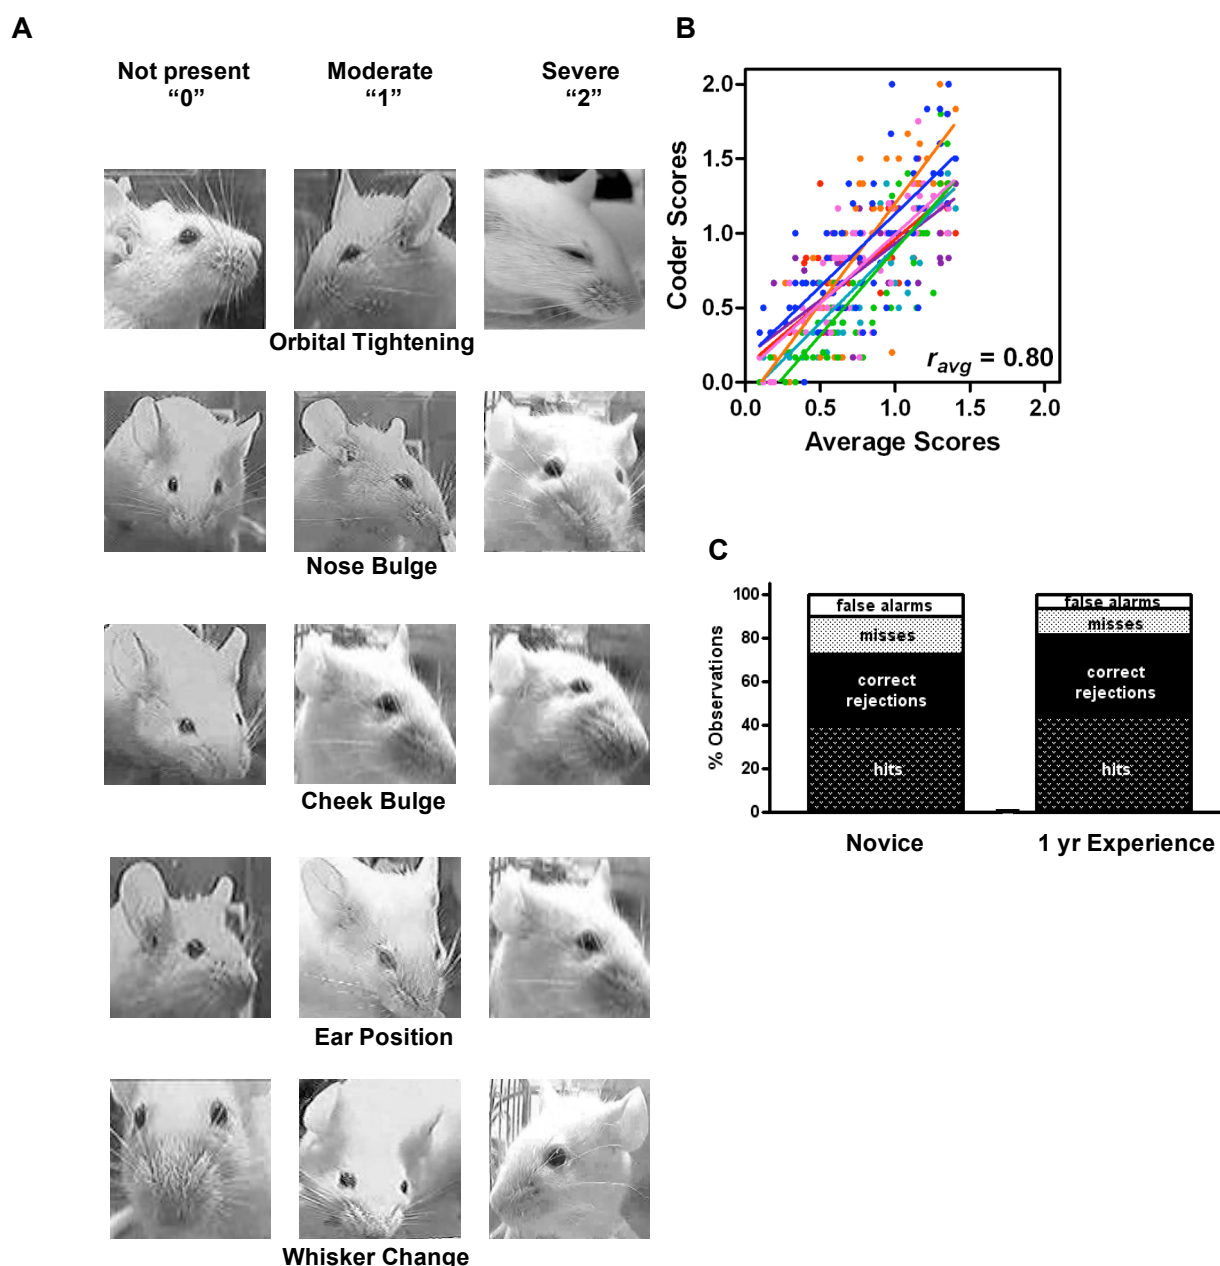 A
Not present
“0”
Moderate
“1”
Severe
“2”
Orbital Tightening
Nose Bulge
Cheek Bulge
Ear Position
Whisker Change
B
Coder Scores
2.0
1.5
1.0
0.5
0.0
0.0 0.5 1.0 1.5 2.0
Average Scores
ravg = 0.80
C
% Observations
100
80
60
40
20
0
false alarms
misses
correct
rejections
hits
false alarms
misses
correct
rejections
hits
Novice
1 yr Experience